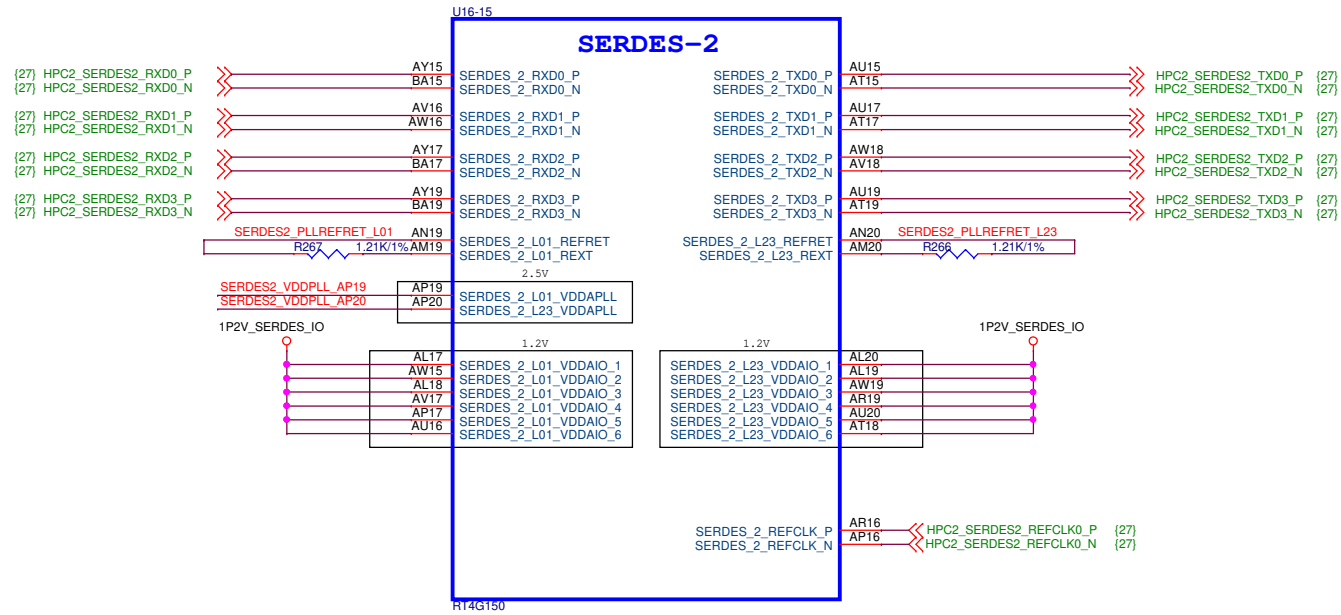 U16-15
SERDES-2
{27} HPC2_SERDES2_RXD0_P AY15 SERDES_2_RXD0_P SERDES_2_TXD0_P AU15 HPC2_SERDES2_TXD0_P {27}
{27} HPC2_SERDES2_RXD0_N BA15 SERDES_2_RXD0_N SERDES_2_TXD0_N AT15 HPC2_SERDES2_TXD0_N {27}
{27} HPC2_SERDES2_RXD1_P AV16 SERDES_2_RXD1_P SERDES_2_TXD1_P AU17 HPC2_SERDES2_TXD1_P {27}
{27} HPC2_SERDES2_RXD1_N AW16 SERDES_2_RXD1_N SERDES_2_TXD1_N AT17 HPC2_SERDES2_TXD1_N {27}
{27} HPC2_SERDES2_RXD2_P AY17 SERDES_2_RXD2_P SERDES_2_TXD2_P AW18 HPC2_SERDES2_TXD2_P {27}
{27} HPC2_SERDES2_RXD2_N BA17 SERDES_2_RXD2_N SERDES_2_TXD2_N AV18 HPC2_SERDES2_TXD2_N {27}
{27} HPC2_SERDES2_RXD3_P AY19 SERDES_2_RXD3_P SERDES_2_TXD3_P AU19 HPC2_SERDES2_TXD3_P {27}
{27} HPC2_SERDES2_RXD3_N BA19 SERDES_2_RXD3_N SERDES_2_TXD3_N AT19 HPC2_SERDES2_TXD3_N {27}
SERDES2_PLLREFRET_L01 AN19 SERDES_2_L01_REFRET SERDES_2_L23_REFRET AN20 SERDES2_PLLREFRET_L23
R267 1.21K/1% AM19 SERDES_2_L01_REXT SERDES_2_L23_REXT AM20 R266 1.21K/1%
2.5V
SERDES2_VDDPLL_AP19 AP19 SERDES_2_L01_VDDAPLL
SERDES2_VDDPLL_AP20 AP20 SERDES_2_L23_VDDAPLL
1P2V_SERDES_IO 1P2V_SERDES_IO
1.2V 1.2V
AL17 SERDES_2_L01_VDDAIO_1 SERDES_2_L23_VDDAIO_1 AL20
AW15 SERDES_2_L01_VDDAIO_2 SERDES_2_L23_VDDAIO_2 AL19
AL18 SERDES_2_L01_VDDAIO_3 SERDES_2_L23_VDDAIO_3 AW19
AV17 SERDES_2_L01_VDDAIO_4 SERDES_2_L23_VDDAIO_4 AR19
AP17 SERDES_2_L01_VDDAIO_5 SERDES_2_L23_VDDAIO_5 AU20
AU16 SERDES_2_L01_VDDAIO_6 SERDES_2_L23_VDDAIO_6 AT18
SERDES_2_REFCLK_P AR16 HPC2_SERDES2_REFCLK0_P {27}
SERDES_2_REFCLK_N AP16 HPC2_SERDES2_REFCLK0_N {27}
RT4G150